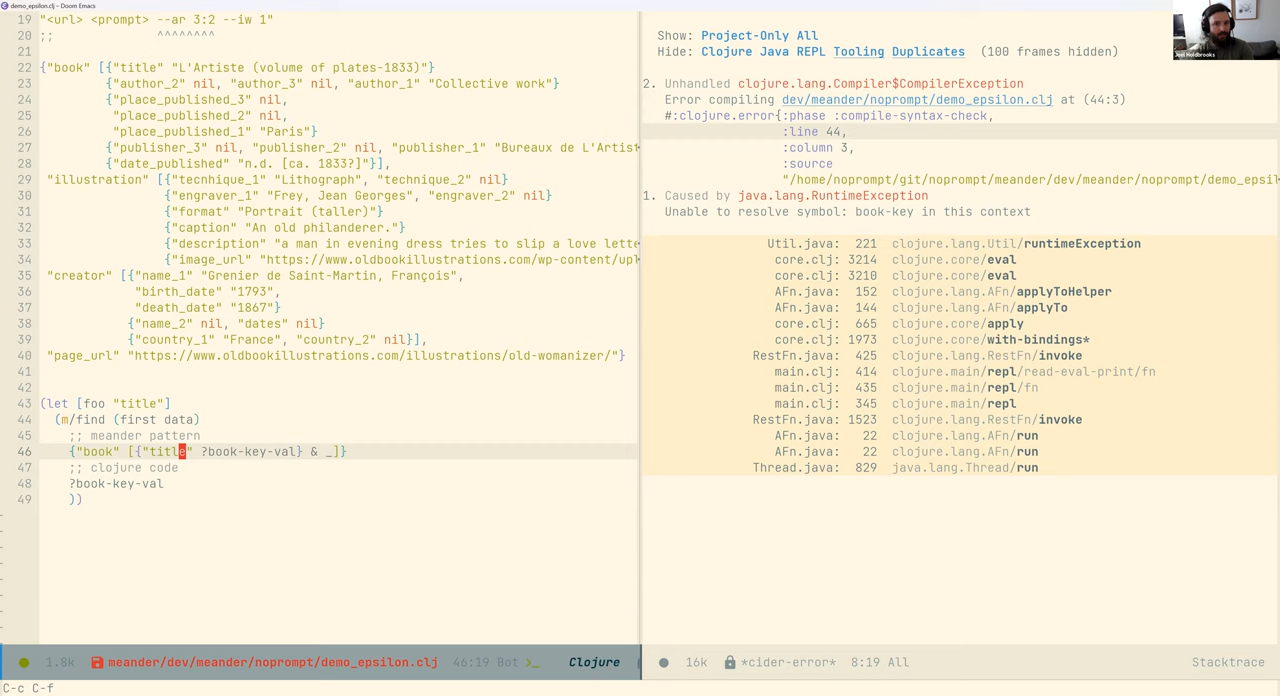 demo_epsilon.clj – Doom Emacs
19 "<url> <prompt> --ar 3:2 --iw 1"
20 ;; ^^^^^^^^
21
22 {"book" [{"title" "L'Artiste (volume of plates-1833)"}
23 {"author_2" nil, "author_3" nil, "author_1" "Collective work"}
24 {"place_published_3" nil,
25 "place_published_2" nil,
26 "place_published_1" "Paris"}
27 {"publisher_3" nil, "publisher_2" nil, "publisher_1" "Bureaux de L'Artist
28 {"date_published" "n.d. [ca. 1833?]"}],
29 "illustration" [{"tecnhique_1" "Lithograph", "technique_2" nil}
30 {"engraver_1" "Frey, Jean Georges", "engraver_2" nil}
31 {"format" "Portrait (taller)"}
32 {"caption" "An old philanderer."}
33 {"description" "a man in evening dress tries to slip a love lette
34 {"image_url" "https://www.oldbookillustrations.com/wp-content/upl
35 "creator" [{"name_1" "Grenier de Saint-Martin, François",
36 "birth_date" "1793",
37 "death_date" "1867"}
38 {"name_2" nil, "dates" nil}
39 {"country_1" "France", "country_2" nil}],
40 "page_url" "https://www.oldbookillustrations.com/illustrations/old-womanizer/"}
41
42
43 (let [foo "title"]
44 (m/find (first data)
45 ;; meander pattern
46 {"book" [{"title" ?book-key-val} & _]}
47 ;; clojure code
48 ?book-key-val
49 ))
1.8k meander/dev/meander/noprompt/demo_epsilon.clj 46:19 Bot >_ Clojure
C-c C-f
Show: Project-Only All
Hide: Clojure Java REPL Tooling Duplicates (100 frames hidden)
2. Unhandled clojure.lang.Compiler$CompilerException
Error compiling dev/meander/noprompt/demo_epsilon.clj at (44:3)
#:clojure.error{:phase :compile-syntax-check,
:line 44,
:column 3,
:source
"/home/noprompt/git/noprompt/meander/dev/meander/noprompt/demo_epsil
1. Caused by java.lang.RuntimeException
Unable to resolve symbol: book-key in this context
Util.java: 221 clojure.lang.Util/runtimeException
core.clj: 3214 clojure.core/eval
core.clj: 3210 clojure.core/eval
AFn.java: 152 clojure.lang.AFn/applyToHelper
AFn.java: 144 clojure.lang.AFn/applyTo
core.clj: 665 clojure.core/apply
core.clj: 1973 clojure.core/with-bindings*
RestFn.java: 425 clojure.lang.RestFn/invoke
main.clj: 414 clojure.main/repl/read-eval-print/fn
main.clj: 435 clojure.main/repl/fn
main.clj: 345 clojure.main/repl
RestFn.java: 1523 clojure.lang.RestFn/invoke
AFn.java: 22 clojure.lang.AFn/run
AFn.java: 22 clojure.lang.AFn/run
Thread.java: 829 java.lang.Thread/run
16k *cider-error* 8:19 All Stacktrace
Joel Holdbrooks